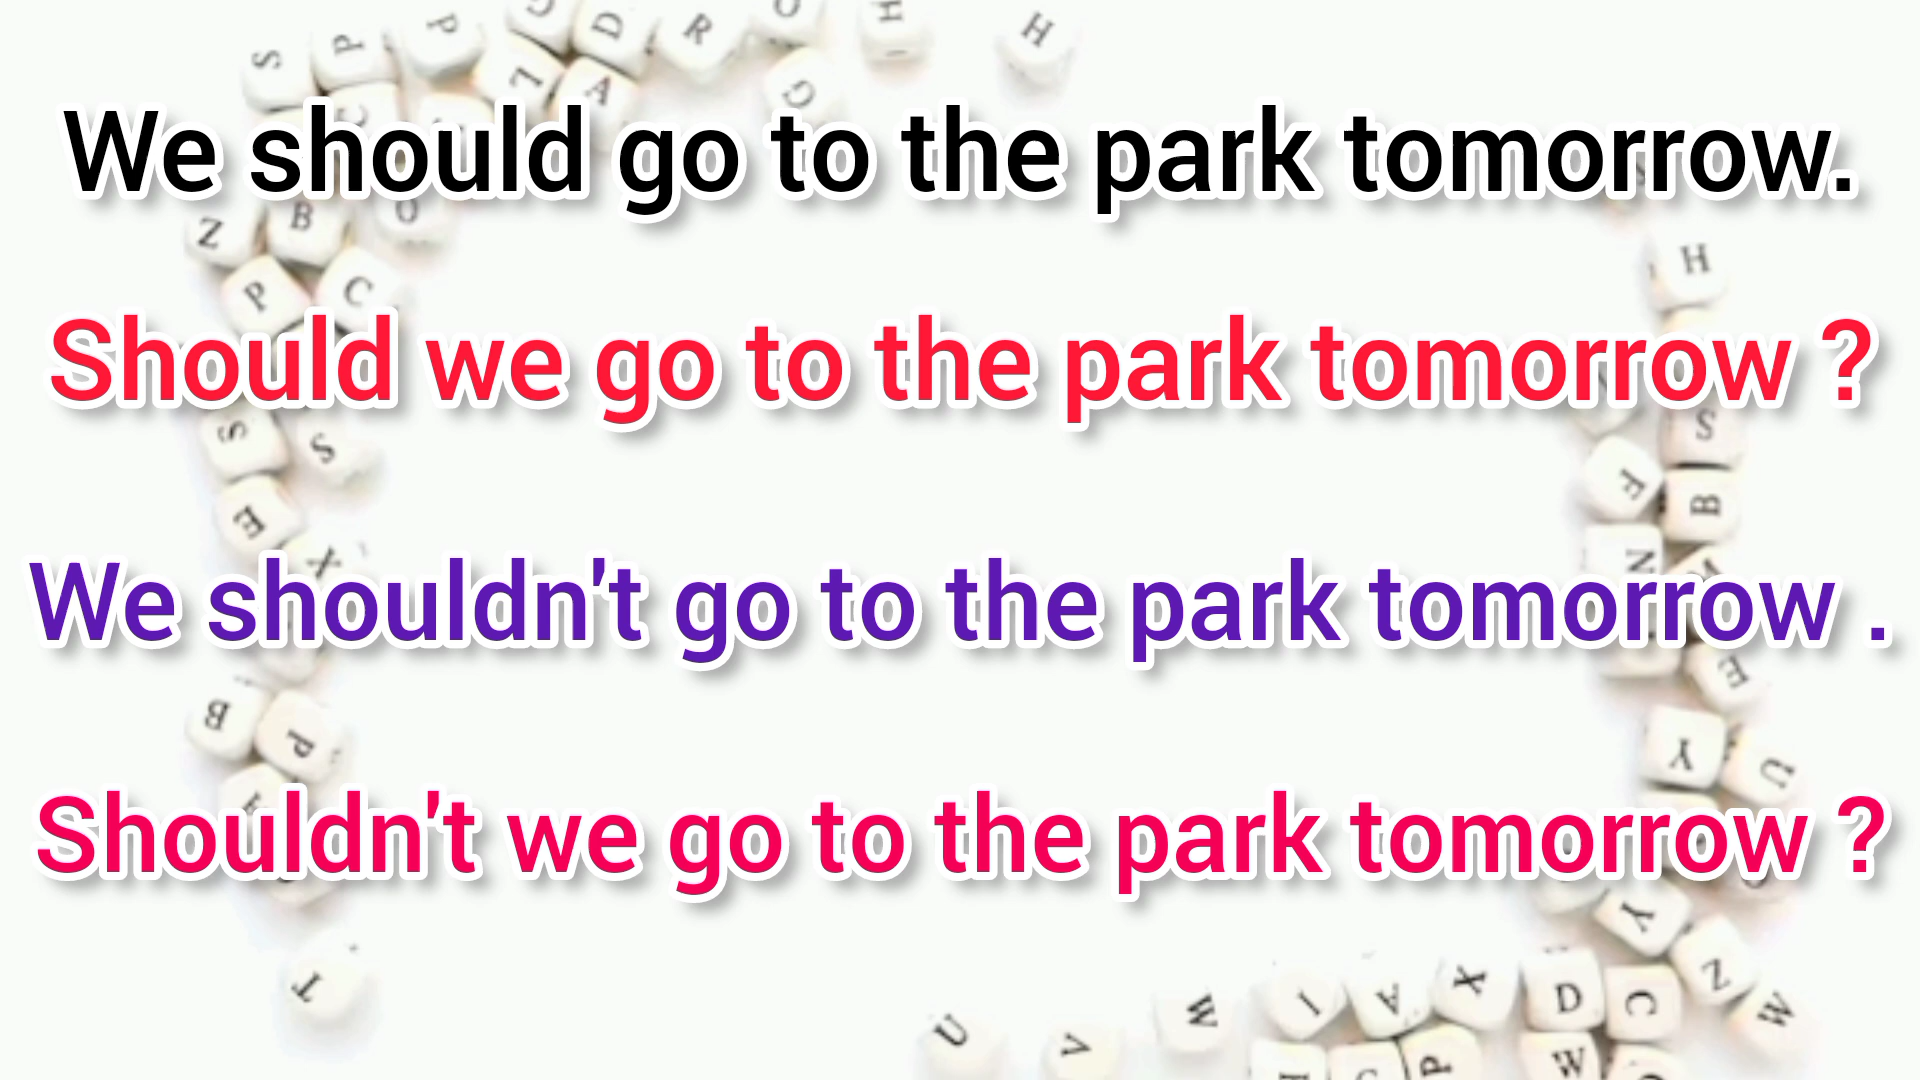 We should go to the park tomorrow.
Should we go to the park tomorrow ?
We shouldn't go to the park tomorrow .
Shouldn't we go to the park tomorrow ?